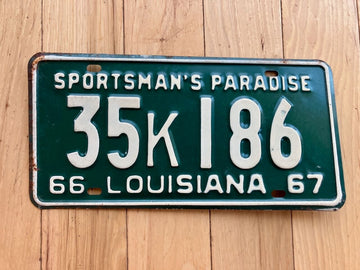 SPORTSMAN'S PARADISE
35K186
66 LOUISIANA 67